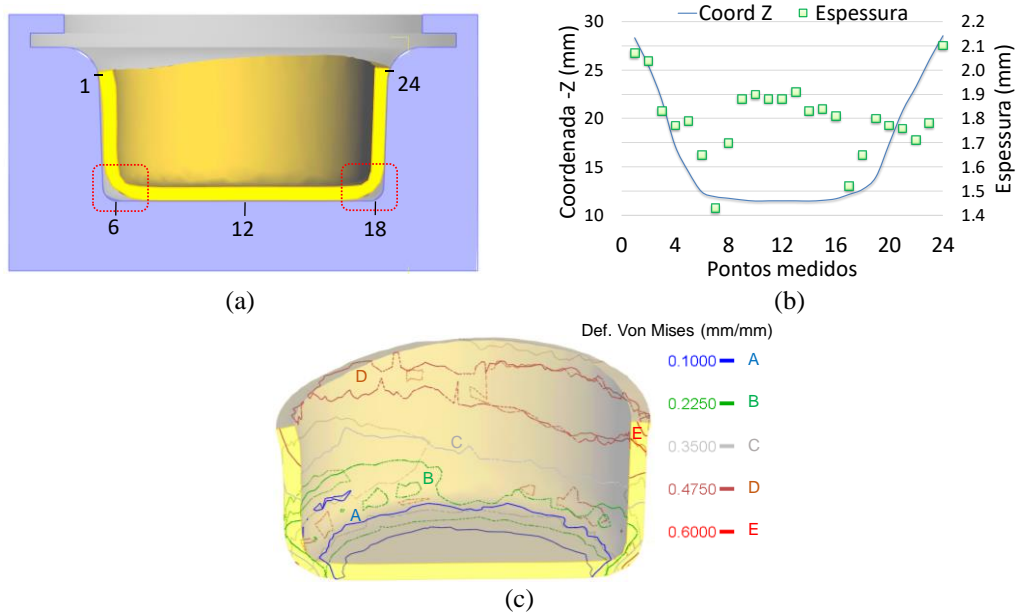 1
24
6
12
18
(a)
Coord Z
Espessura
30
25
20
15
10
Coordenada -Z (mm)
2.2
2.1
2.0
1.9
1.8
1.7
1.6
1.5
1.4
Espessura (mm)
0 4 8 12 16 20 24
Pontos medidos
(b)
Def. Von Mises (mm/mm)
0.1000 A
0.2250 B
0.3500 C
0.4750 D
0.6000 E
D
E
C
B
A
(c)